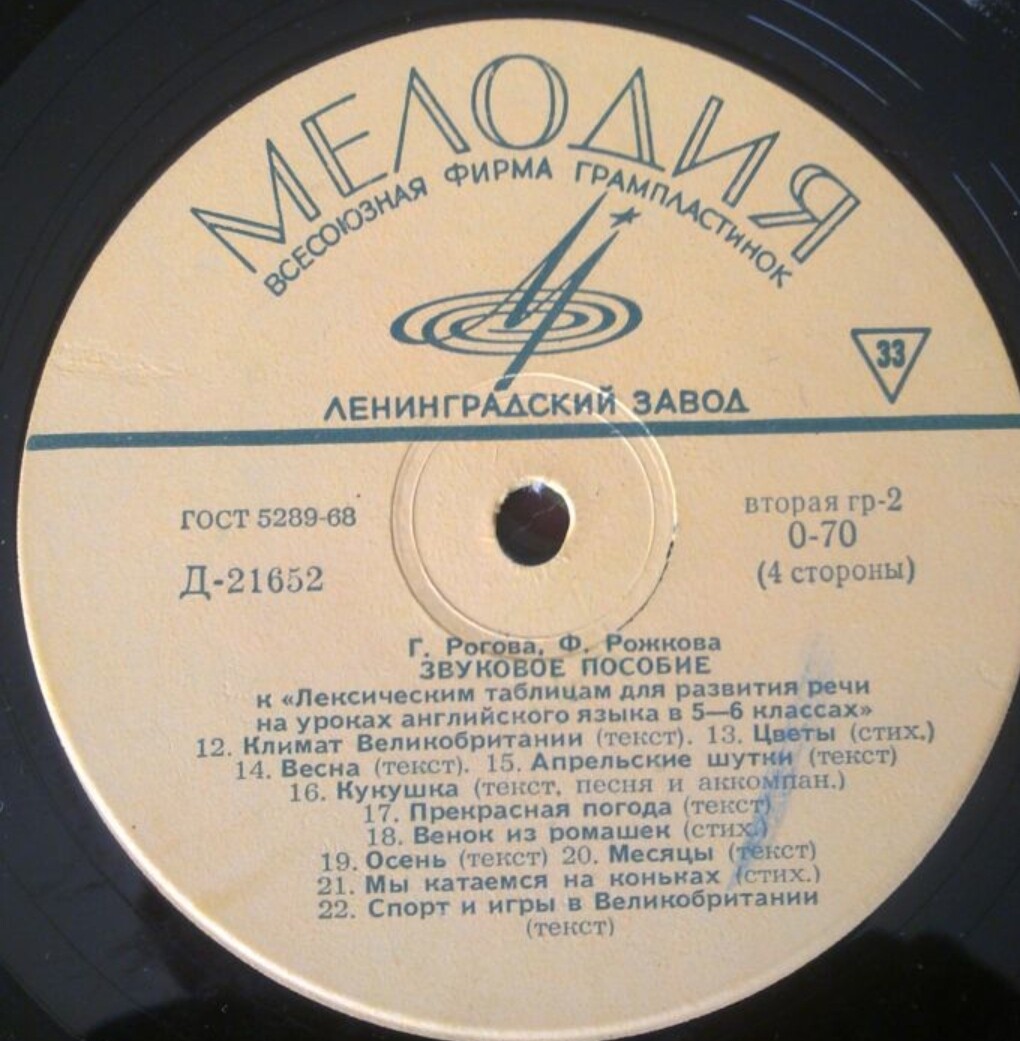 МЕЛОДИЯ
ВСЕСОЮЗНАЯ ФИРМА ГРАМПЛАСТИНОК
33
ЛЕНИНГРАДСКИЙ ЗАВОД
ГОСТ 5289-68
Д-21652
вторая гр-2
0-70
(4 стороны)
Г. Рогова, Ф. Рожкова
ЗВУКОВОЕ ПОСОБИЕ
к «Лексическим таблицам для развития речи
на уроках английского языка в 5—6 классах»
12. Климат Великобритании (текст). 13. Цветы (стих.)
14. Весна (текст). 15. Апрельские шутки (текст)
16. Кукушка (текст, песня и аккомпан.)
17. Прекрасная погода (текст)
18. Венок из ромашек (стих.)
19. Осень (текст) 20. Месяцы (текст)
21. Мы катаемся на коньках (стих.)
22. Спорт и игры в Великобритании
(текст)